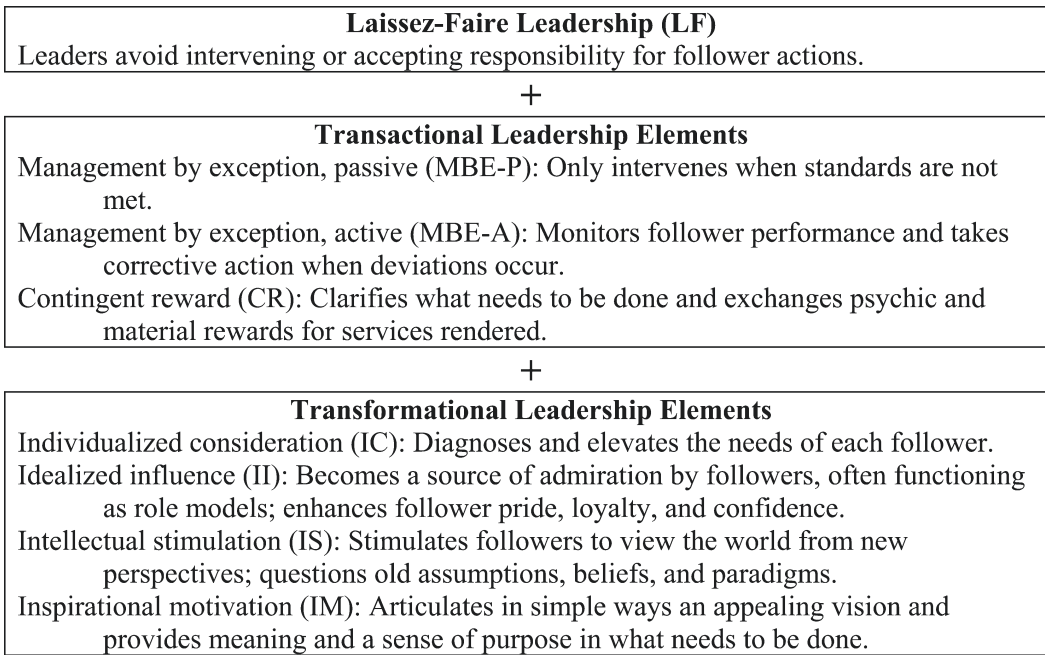 Laissez-Faire Leadership (LF)
Leaders avoid intervening or accepting responsibility for follower actions.
+
Transactional Leadership Elements
Management by exception, passive (MBE-P): Only intervenes when standards are not
met.
Management by exception, active (MBE-A): Monitors follower performance and takes
corrective action when deviations occur.
Contingent reward (CR): Clarifies what needs to be done and exchanges psychic and
material rewards for services rendered.
+
Transformational Leadership Elements
Individualized consideration (IC): Diagnoses and elevates the needs of each follower.
Idealized influence (II): Becomes a source of admiration by followers, often functioning
as role models; enhances follower pride, loyalty, and confidence.
Intellectual stimulation (IS): Stimulates followers to view the world from new
perspectives; questions old assumptions, beliefs, and paradigms.
Inspirational motivation (IM): Articulates in simple ways an appealing vision and
provides meaning and a sense of purpose in what needs to be done.